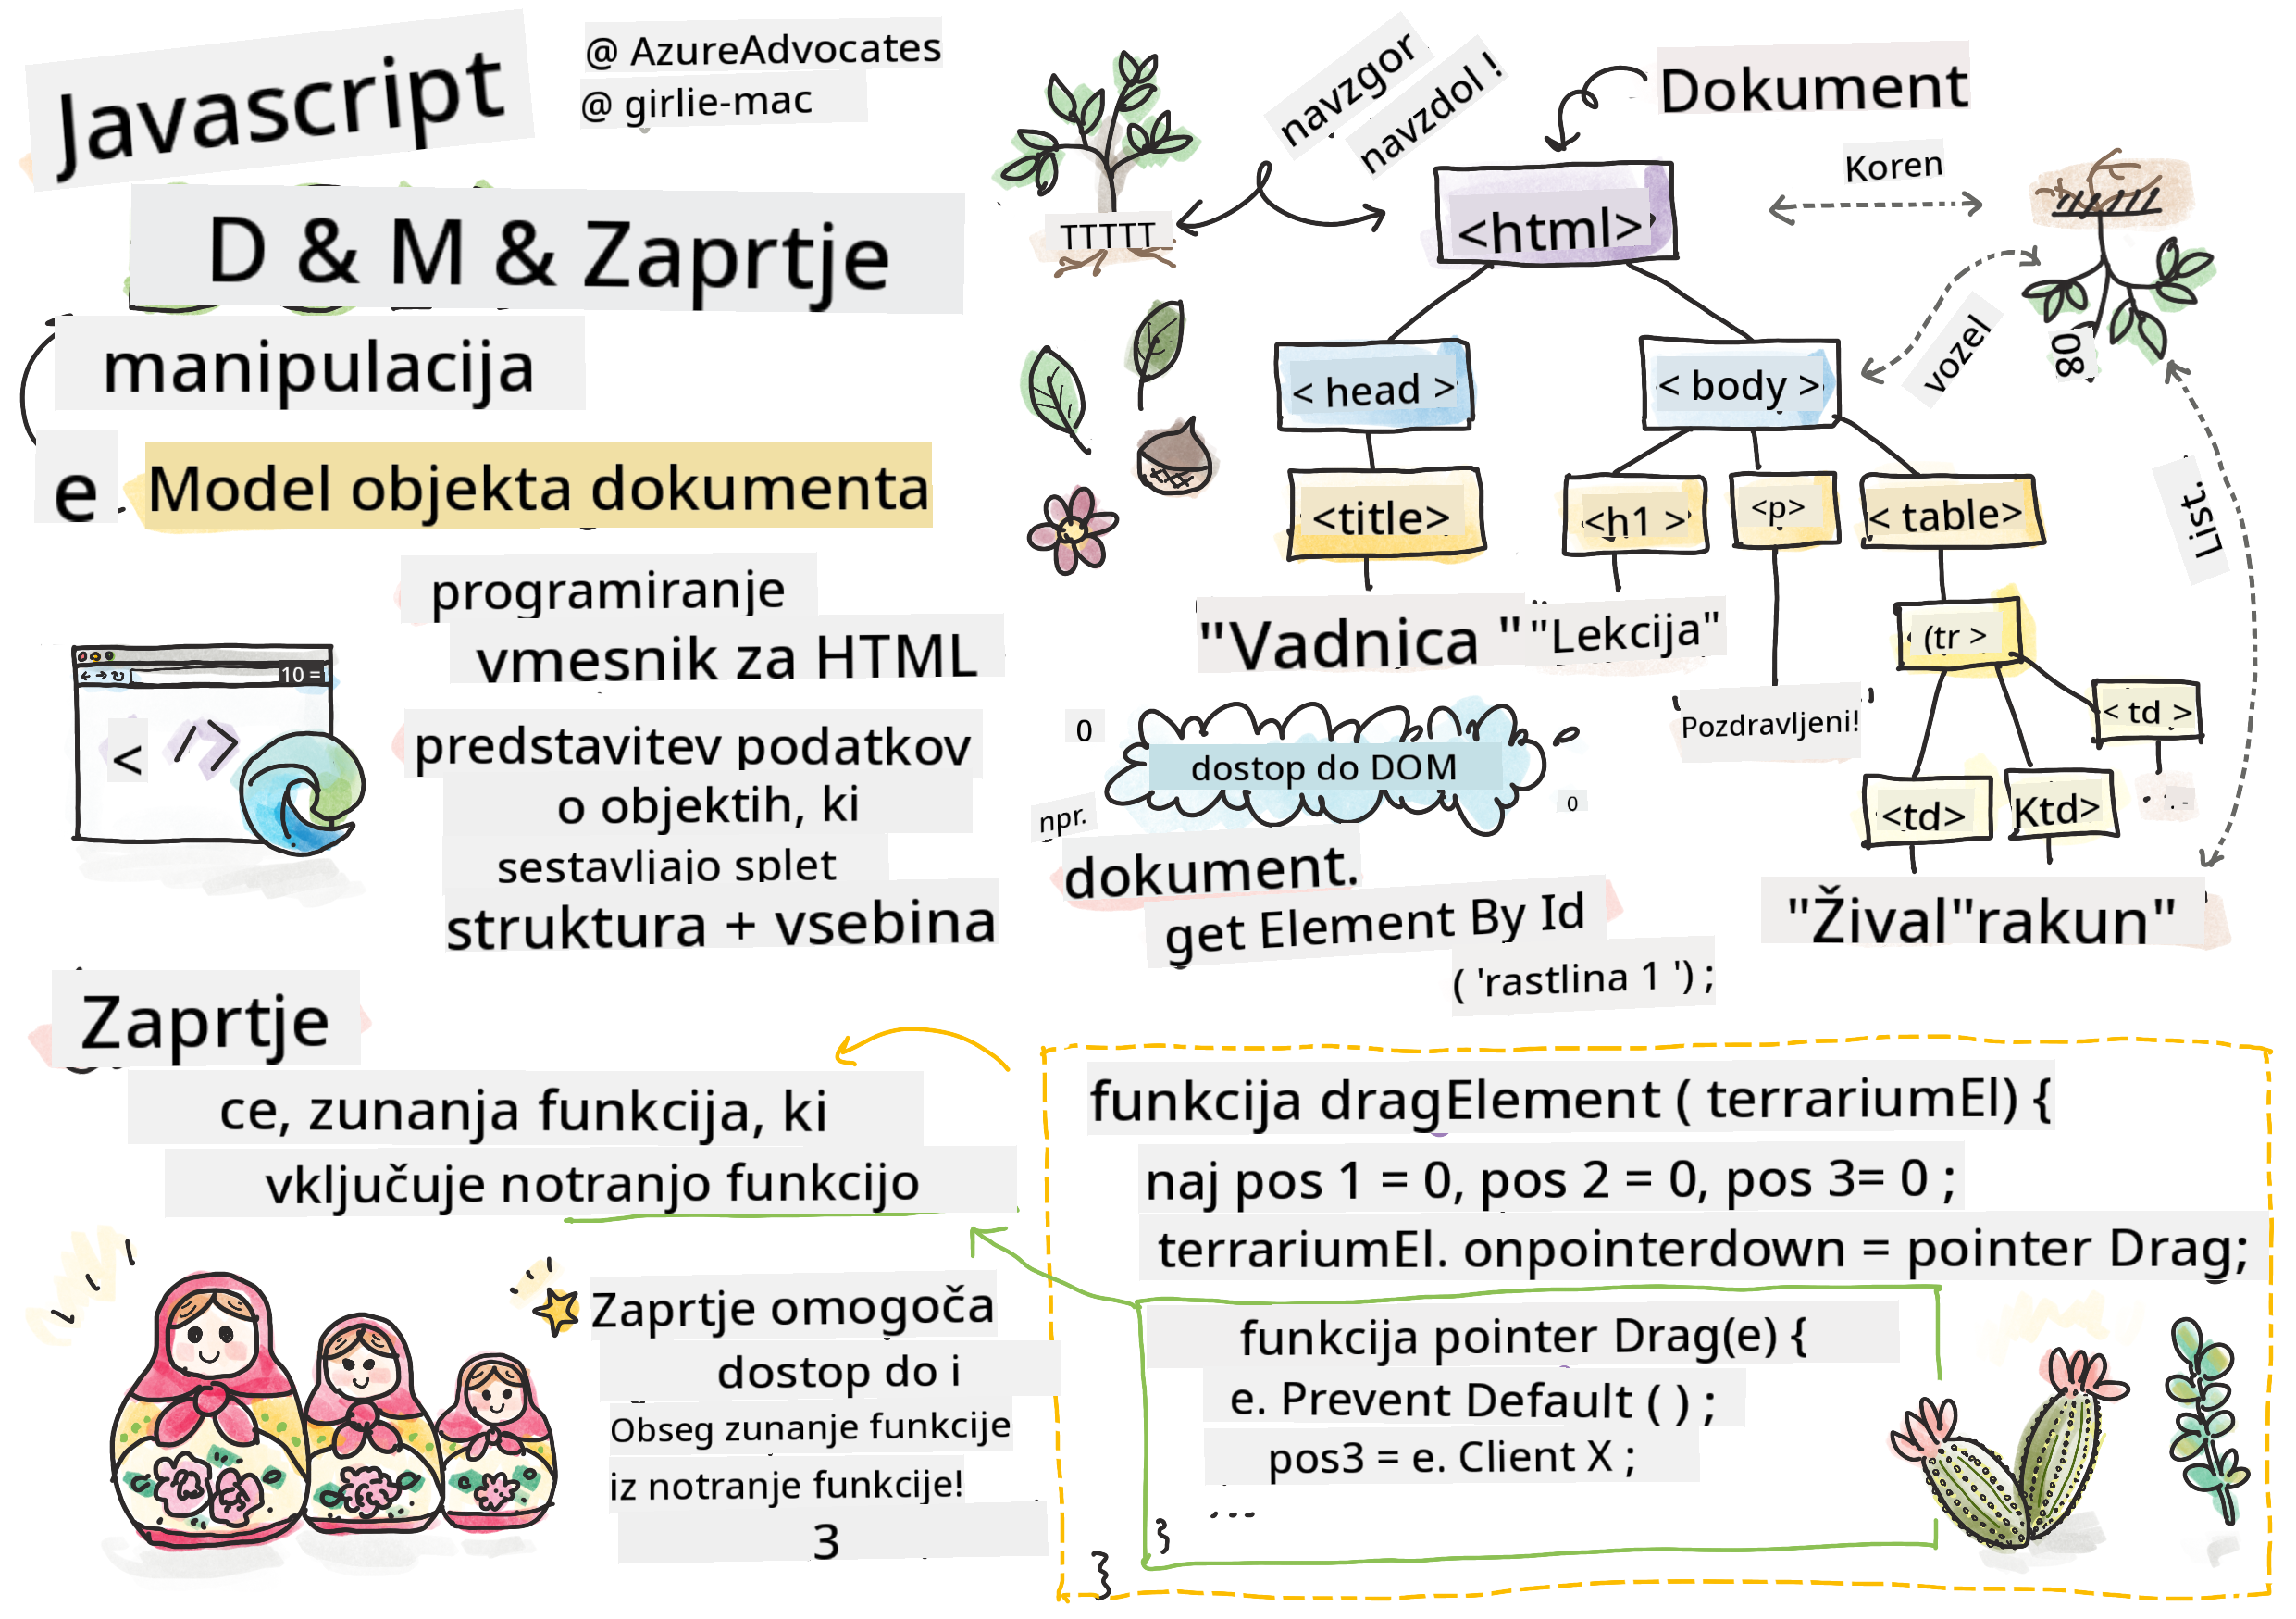 Javascript
@ AzureAdvocates
@ girlie-mac
D & M & Zaprtje
manipulacija
e Model objekta dokumenta
programiranje
vmesnik za HTML
predstavitev podatkov
o objektih, ki
sestavljajo splet
struktura + vsebina
10 =
< />
TTTTT
navzgor
navzdol !
Dokument
Koren
<html>
vozel
08
< head >
< body >
List.
<title>
<h1 >
<p>
< table>
"Vadnica "
"Lekcija"
(tr >
Pozdravljeni!
< td >
<td>
Ktd>
"Žival"rakun"
0
dostop do DOM
0
npr.
dokument.
get Element By Id
( 'rastlina 1 ') ;
Zaprtje
ce, zunanja funkcija, ki
vključuje notranjo funkcijo
Zaprtje omogoča
dostop do i
Obseg zunanje funkcije
iz notranje funkcije!
3
funkcija dragElement ( terrariumEl) {
naj pos 1 = 0, pos 2 = 0, pos 3= 0 ;
terrariumEl. onpointerdown = pointer Drag;
funkcija pointer Drag(e) {
e. Prevent Default ( ) ;
pos3 = e. Client X ;
...
}
}